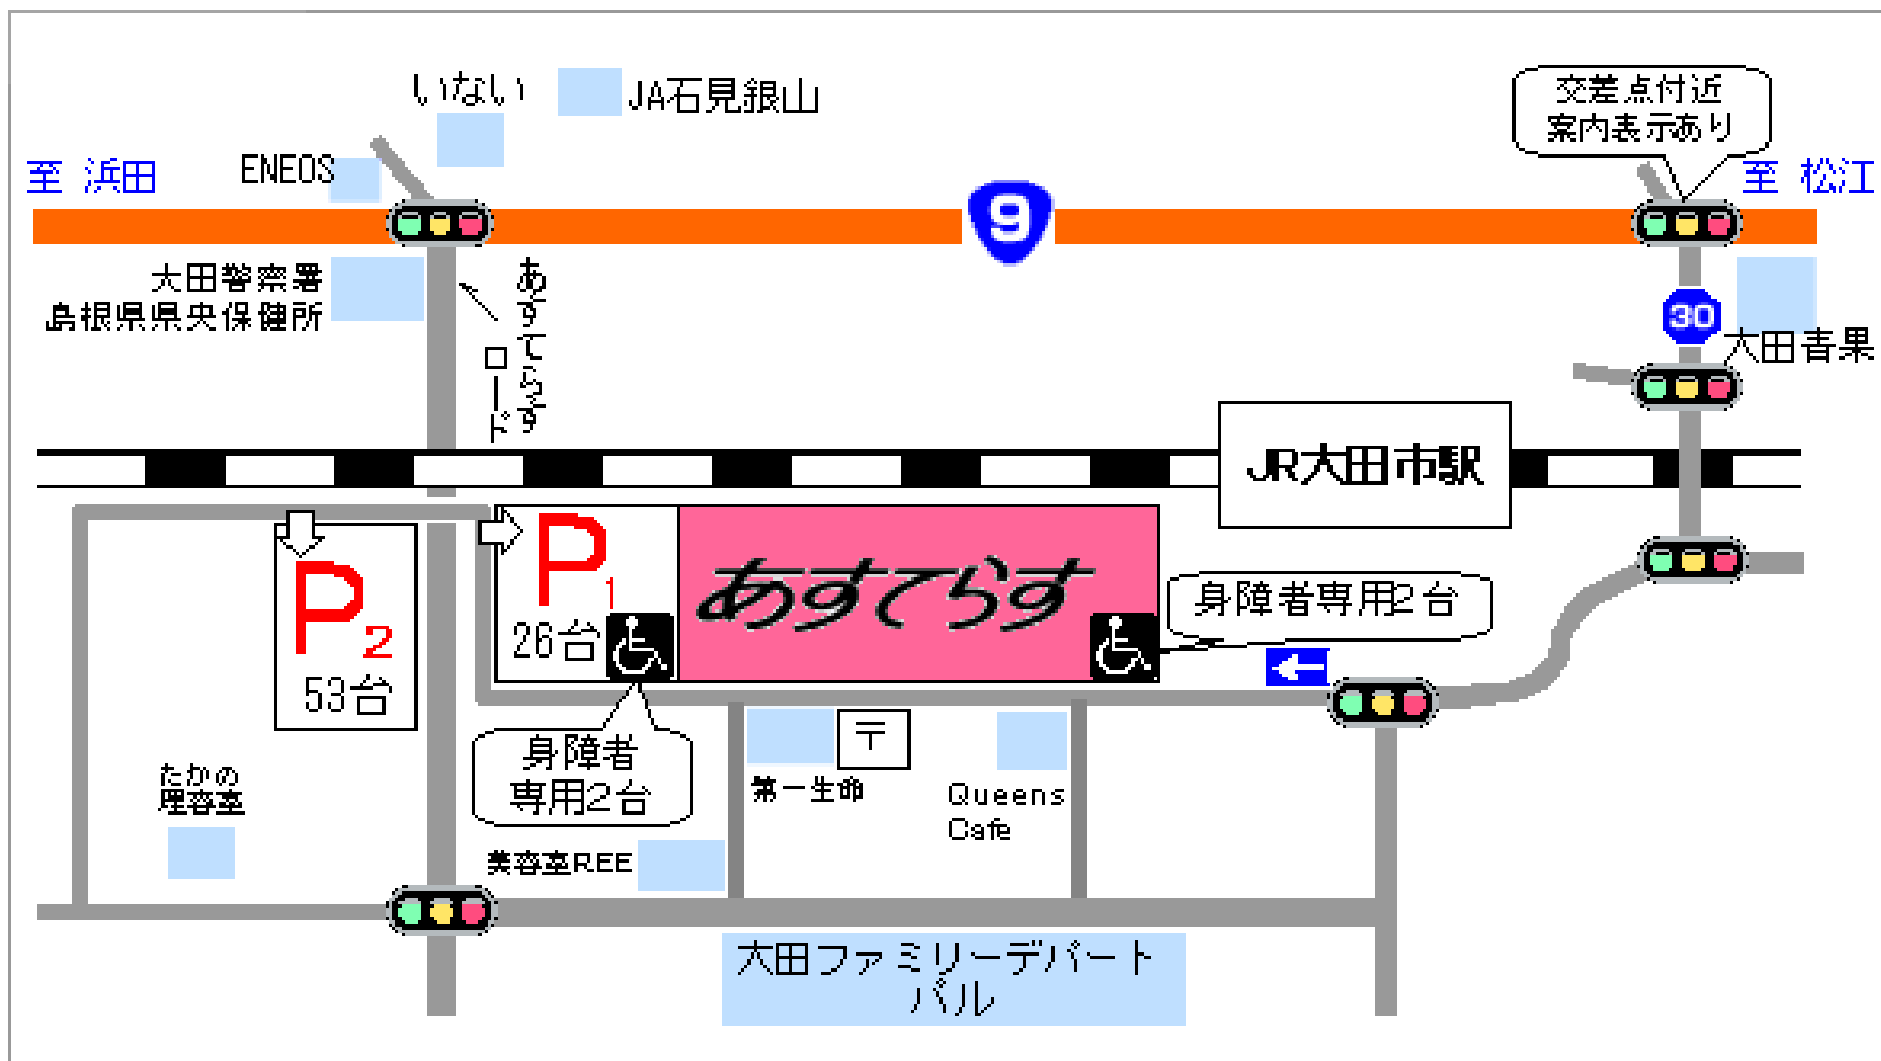 いない
JA石見銀山
交差点付近
案内表示あり
至 浜田
ENEOS
至 松江
9
大田警察署
島根県県央保健所
あすてらす
ロード
30
大田青果
JR大田市駅
P1
26台
あすてらす
身障者専用2台
P2
53台
身障者
専用2台
〒
第一生命
Queens
Cafe
たかの
理容室
美容室REE
大田ファミリーデパート
パル